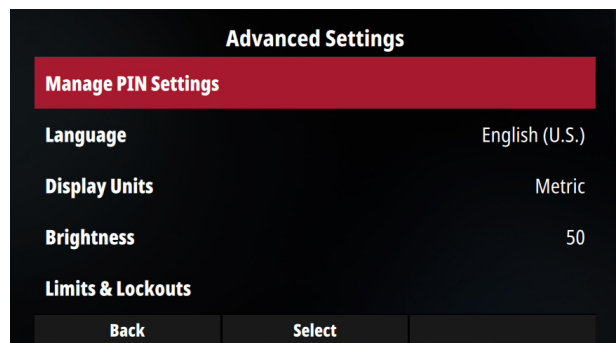 Advanced Settings
Manage PIN Settings
Language English (U.S.)
Display Units Metric
Brightness 50
Limits & Lockouts
Back Select